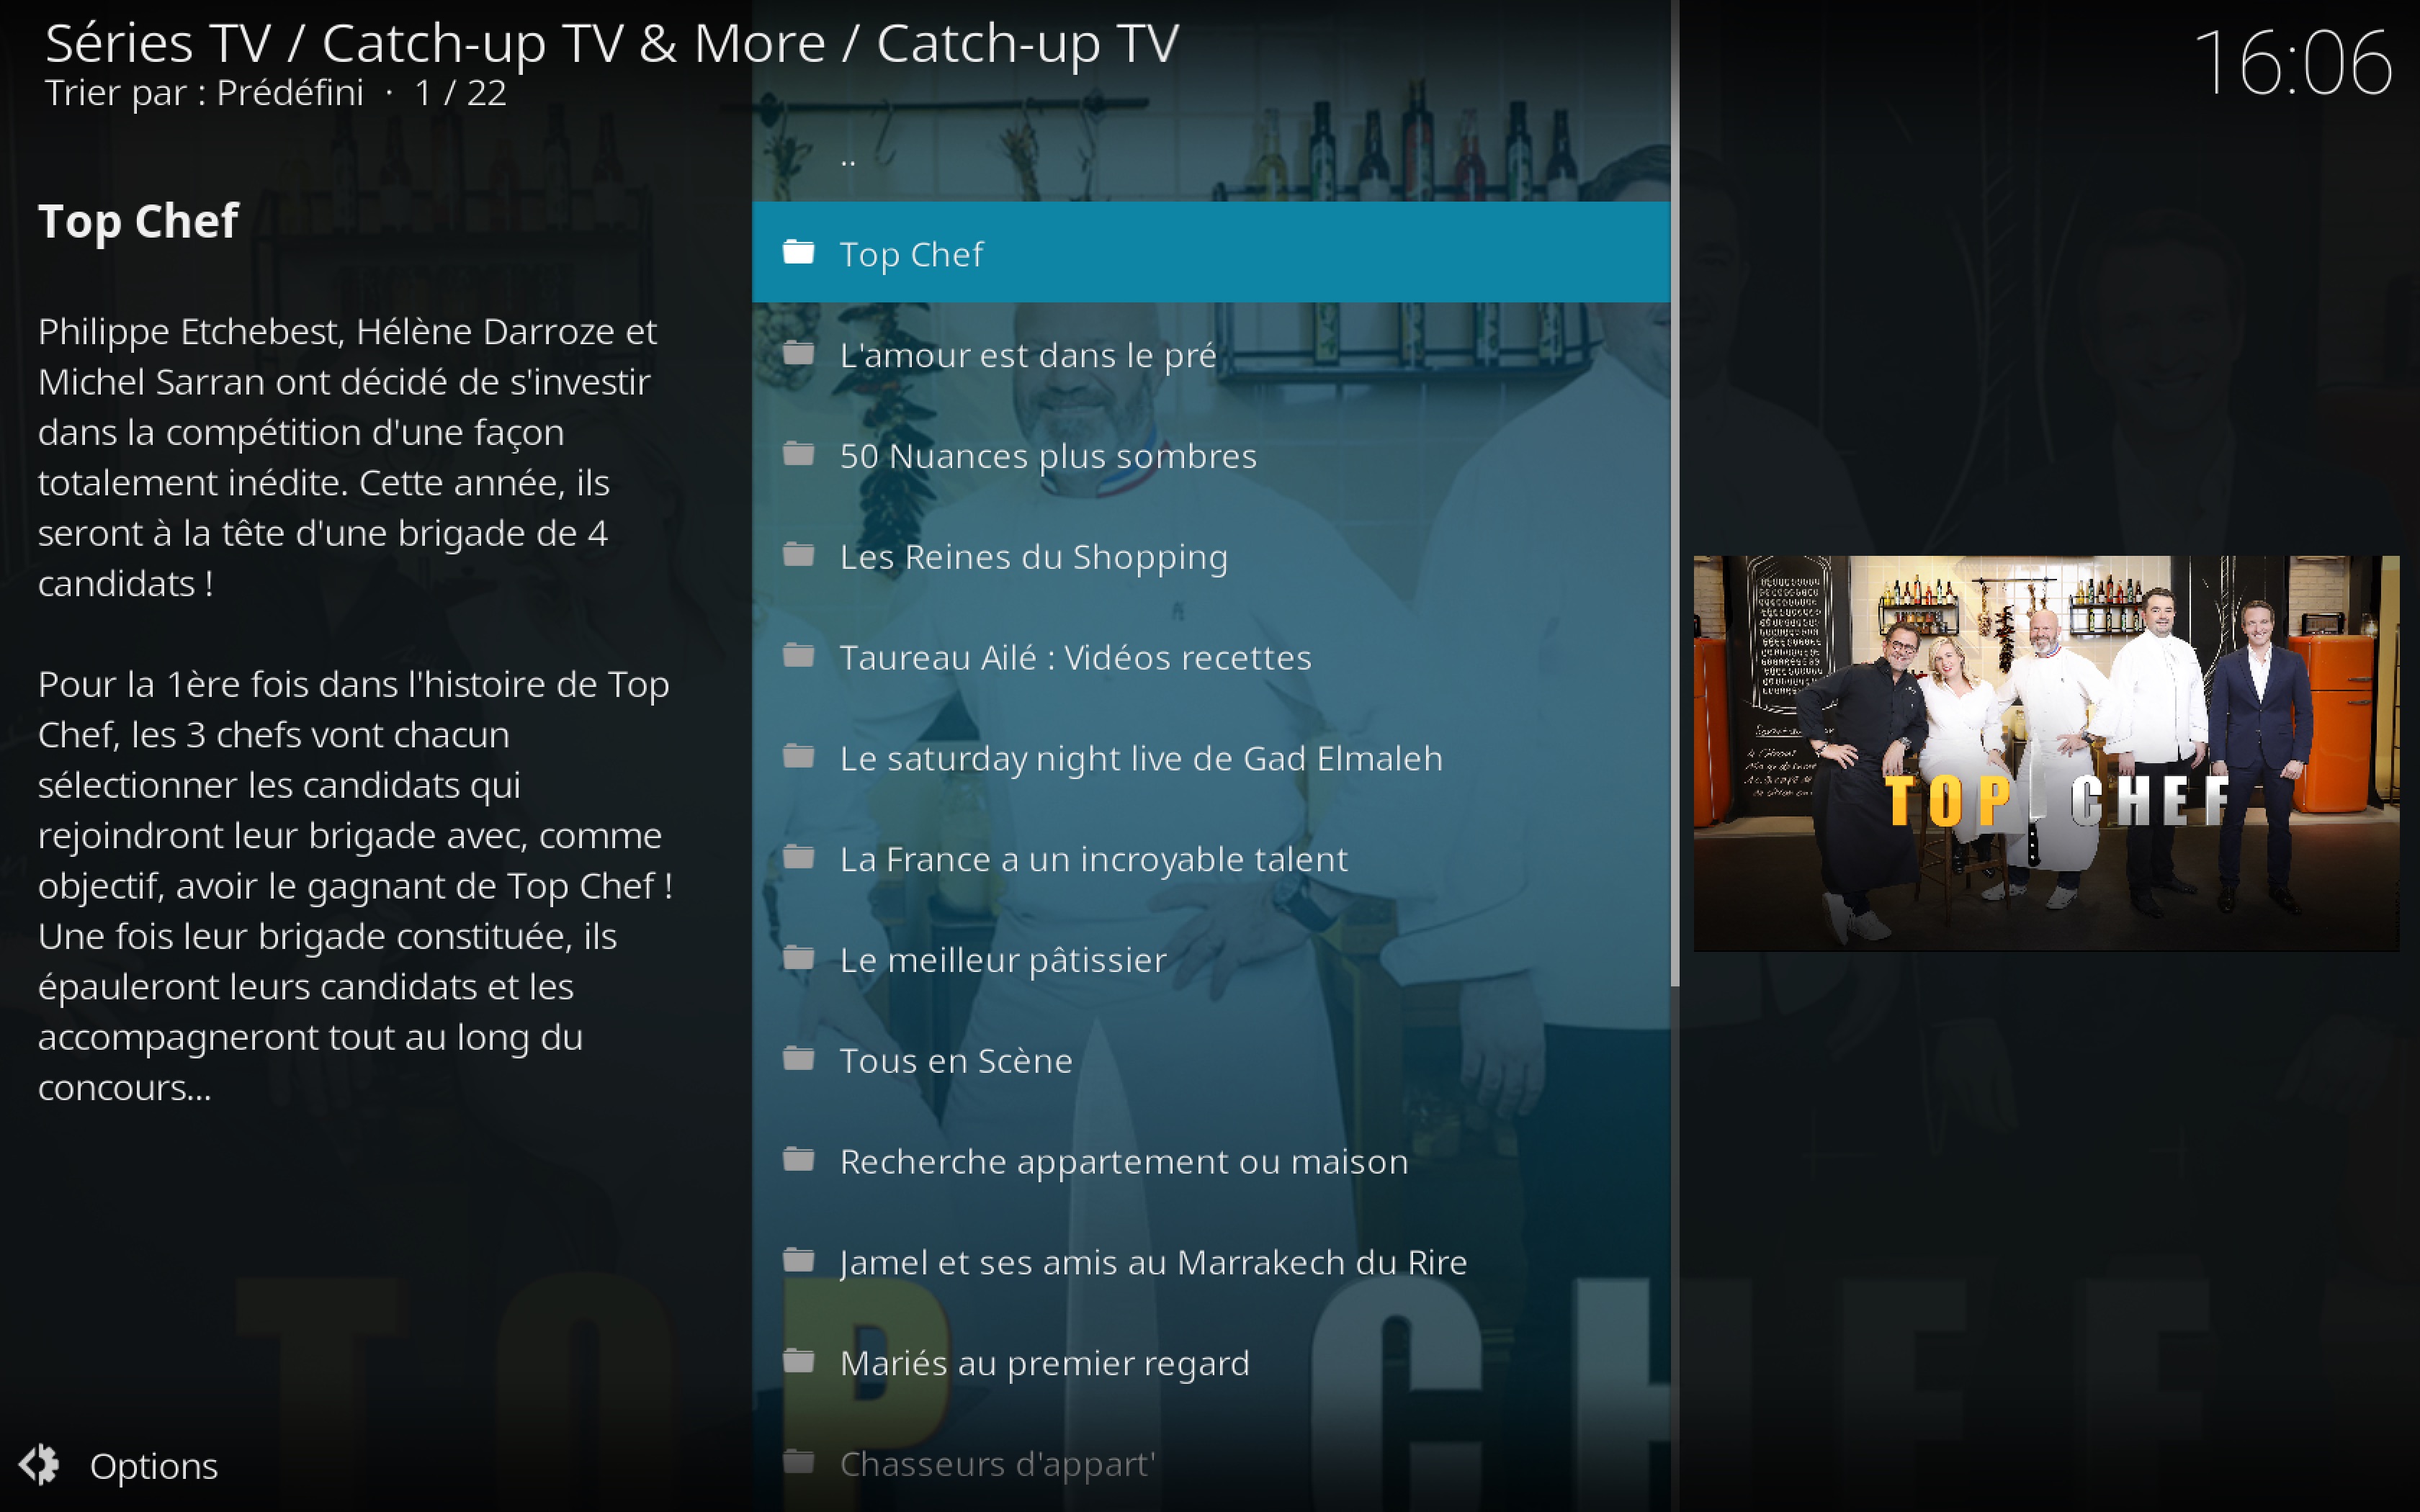 Séries TV / Catch-up TV & More / Catch-up TV
Trier par : Prédéfini · 1 / 22
16:06
Top Chef
Philippe Etchebest, Hélène Darroze et
Michel Sarran ont décidé de s'investir
dans la compétition d'une façon
totalement inédite. Cette année, ils
seront à la tête d'une brigade de 4
candidats !
Pour la 1ère fois dans l'histoire de Top
Chef, les 3 chefs vont chacun
sélectionner les candidats qui
rejoindront leur brigade avec, comme
objectif, avoir le gagnant de Top Chef !
Une fois leur brigade constituée, ils
épauleront leurs candidats et les
accompagneront tout au long du
concours...
Options
..
Top Chef
L'amour est dans le pré
50 Nuances plus sombres
Les Reines du Shopping
Taureau Ailé : Vidéos recettes
Le saturday night live de Gad Elmaleh
La France a un incroyable talent
Le meilleur pâtissier
Tous en Scène
Recherche appartement ou maison
Jamel et ses amis au Marrakech du Rire
Mariés au premier regard
Chasseurs d'appart'
TOP CHEF
TOP CHEF